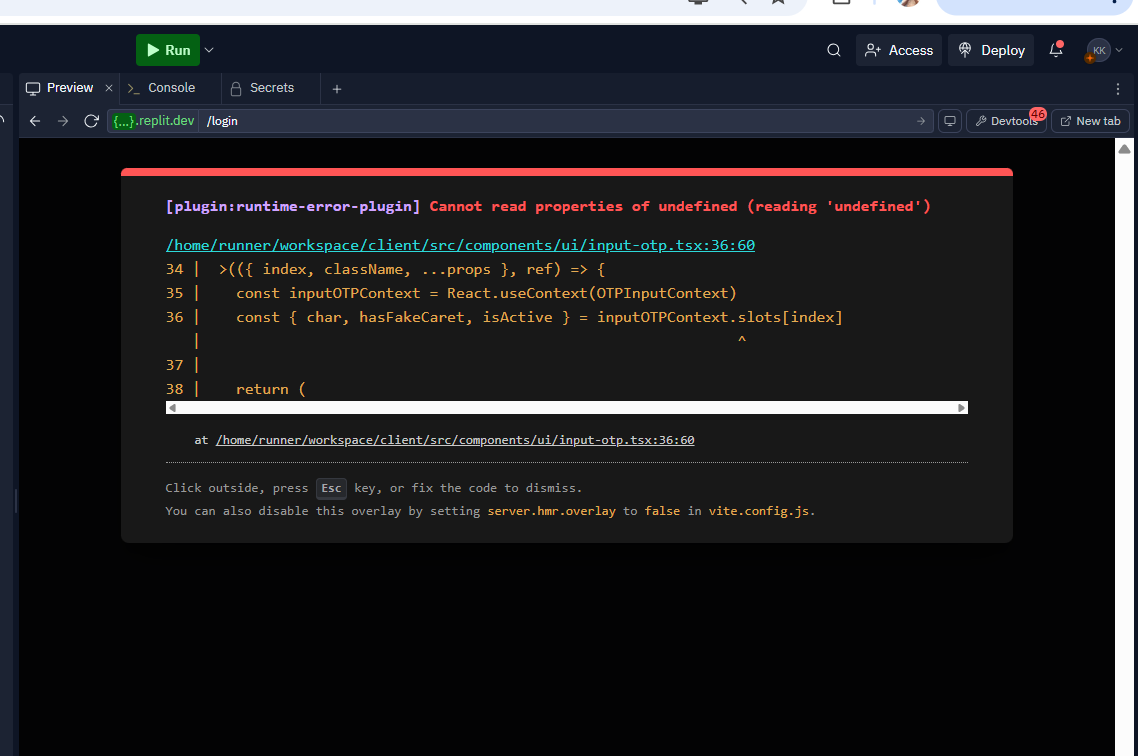 Run
Access
Deploy
KK
Preview
Console
Secrets
{...}.replit.dev
/login
Devtools
46
New tab
[plugin:runtime-error-plugin] Cannot read properties of undefined (reading 'undefined')
/home/runner/workspace/client/src/components/ui/input-otp.tsx:36:60
34 | >(({ index, className, ...props }, ref) => {
35 | const inputOTPContext = React.useContext(OTPInputContext)
36 | const { char, hasFakeCaret, isActive } = inputOTPContext.slots[index]
| ^
37 |
38 | return (
at /home/runner/workspace/client/src/components/ui/input-otp.tsx:36:60
Click outside, press Esc key, or fix the code to dismiss.
You can also disable this overlay by setting server.hmr.overlay to false in vite.config.js.